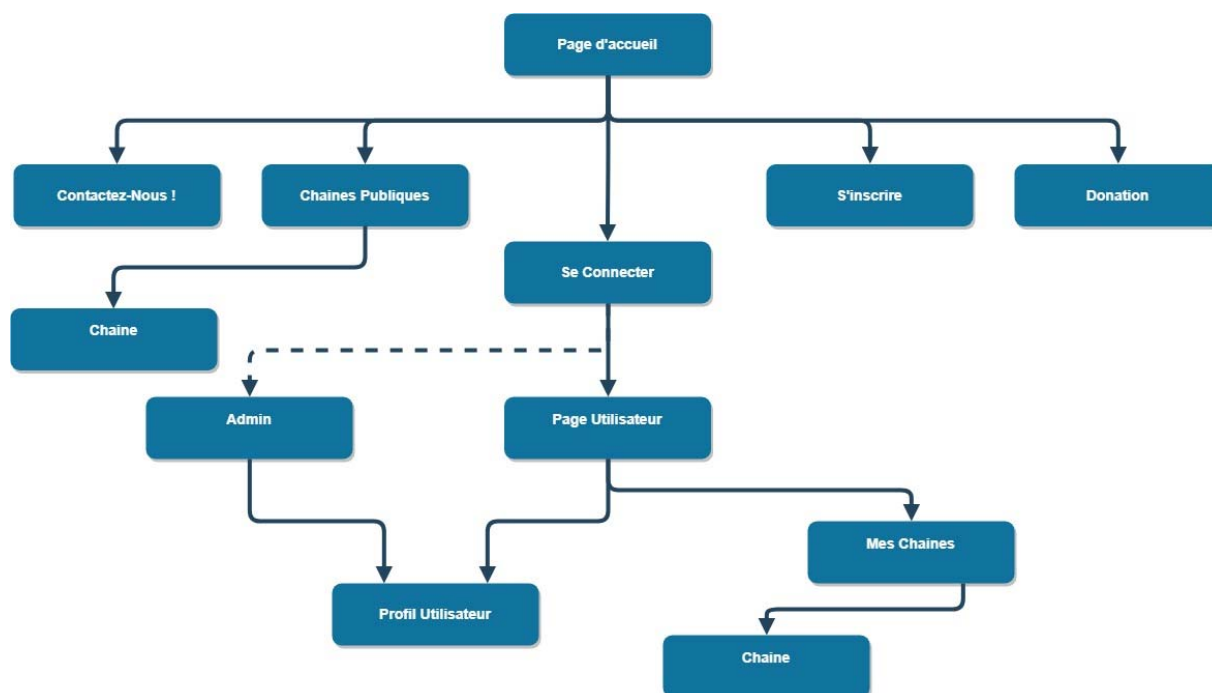 Page d'accueil
Contactez-Nous !
Chaines Publiques
S'inscrire
Donation
Se Connecter
Chaine
Admin
Page Utilisateur
Mes Chaines
Profil Utilisateur
Chaine